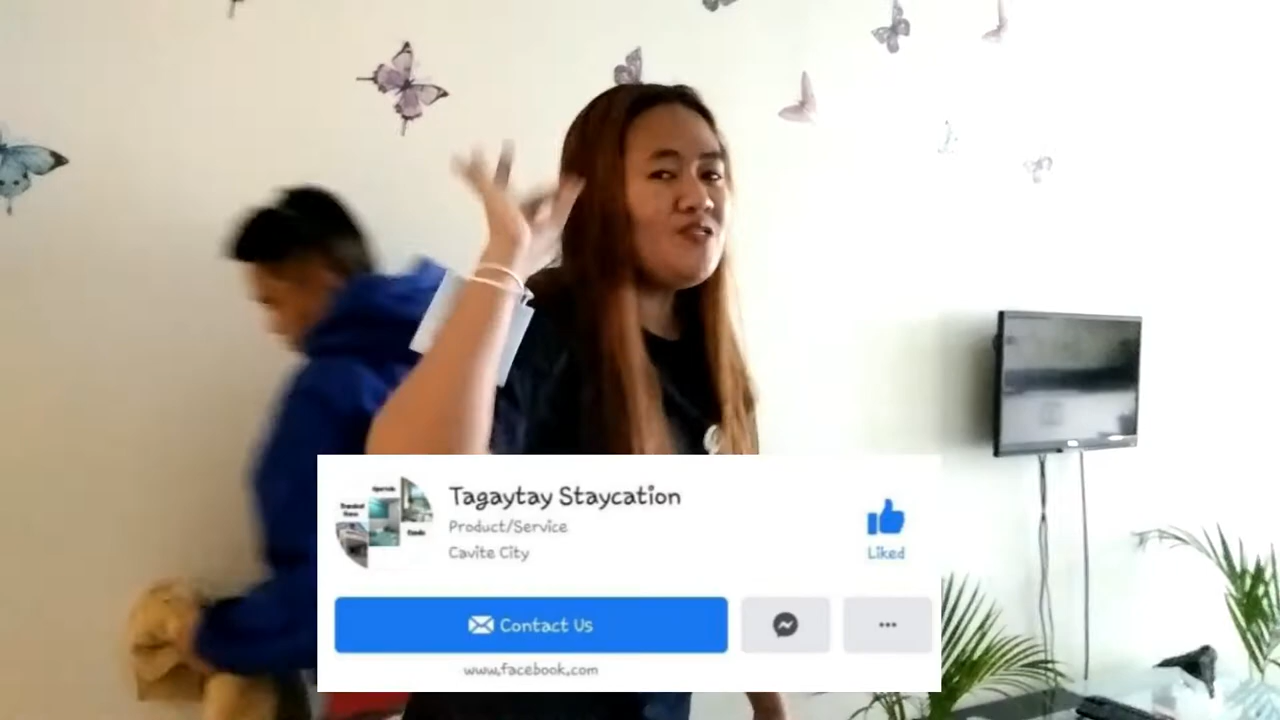 Tagaytay Staycation
Product/Service
Cavite City
Liked
Contact Us
www.facebook.com